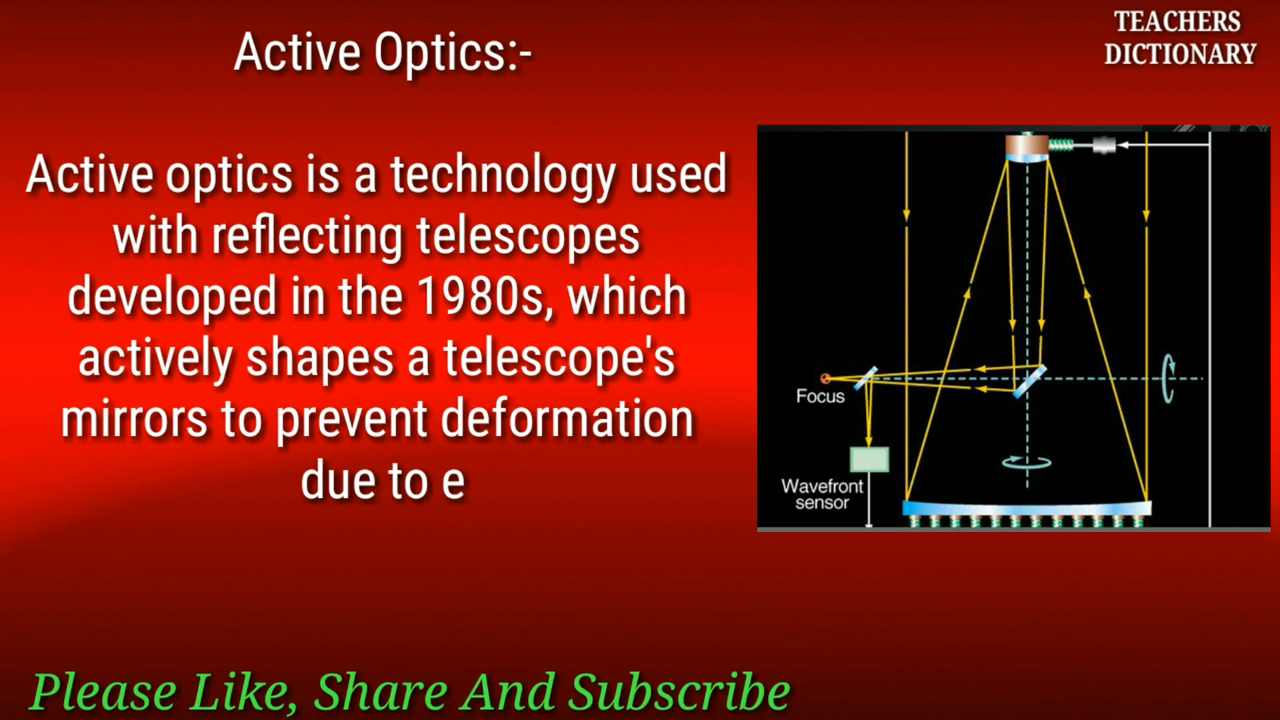 Active Optics:-
TEACHERS
DICTIONARY
Active optics is a technology used
with reflecting telescopes
developed in the 1980s, which
actively shapes a telescope's
mirrors to prevent deformation
due to e
Focus
Wavefront
sensor
Please Like, Share And Subscribe